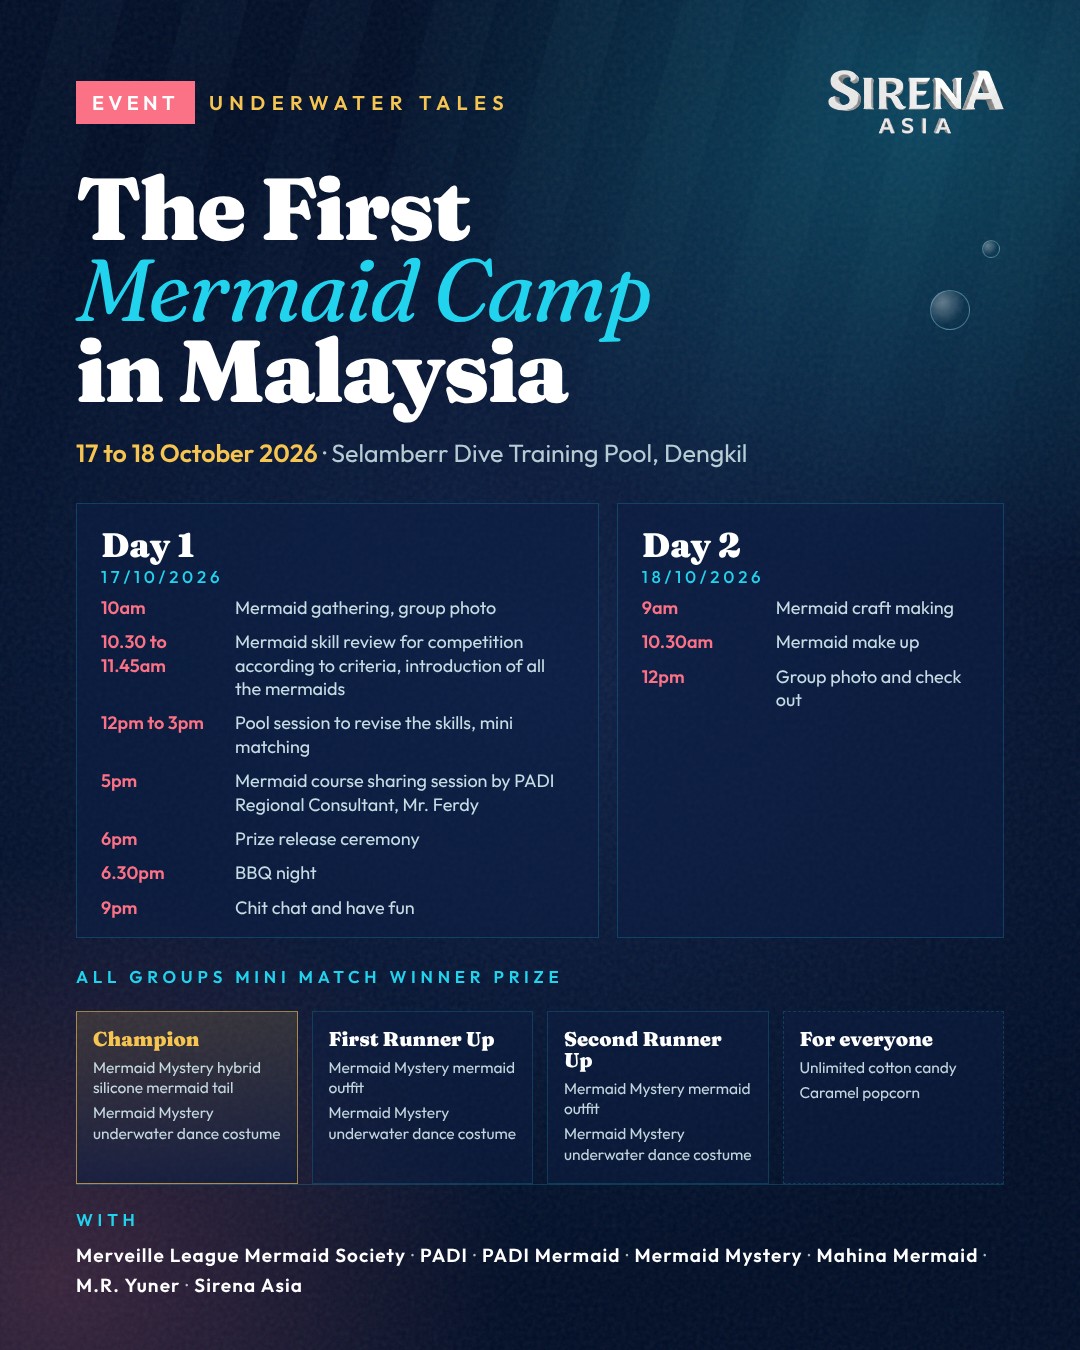 EVENT UNDERWATER TALES
SIRENA
ASIA
The First
Mermaid Camp
in Malaysia
17 to 18 October 2026 · Selamberr Dive Training Pool, Dengkil
Day 1
17/10/2026
10am Mermaid gathering, group photo
10.30 to Mermaid skill review for competition
11.45am according to criteria, introduction of all
the mermaids
12pm to 3pm Pool session to revise the skills, mini
matching
5pm Mermaid course sharing session by PADI
Regional Consultant, Mr. Ferdy
6pm Prize release ceremony
6.30pm BBQ night
9pm Chit chat and have fun
Day 2
18/10/2026
9am Mermaid craft making
10.30am Mermaid make up
12pm Group photo and check
out
ALL GROUPS MINI MATCH WINNER PRIZE
Champion
Mermaid Mystery hybrid
silicone mermaid tail
Mermaid Mystery
underwater dance costume
First Runner Up
Mermaid Mystery mermaid
outfit
Mermaid Mystery
underwater dance costume
Second Runner
Up
Mermaid Mystery mermaid
outfit
Mermaid Mystery
underwater dance costume
For everyone
Unlimited cotton candy
Caramel popcorn
WITH
Merveille League Mermaid Society · PADI · PADI Mermaid · Mermaid Mystery · Mahina Mermaid ·
M.R. Yuner · Sirena Asia